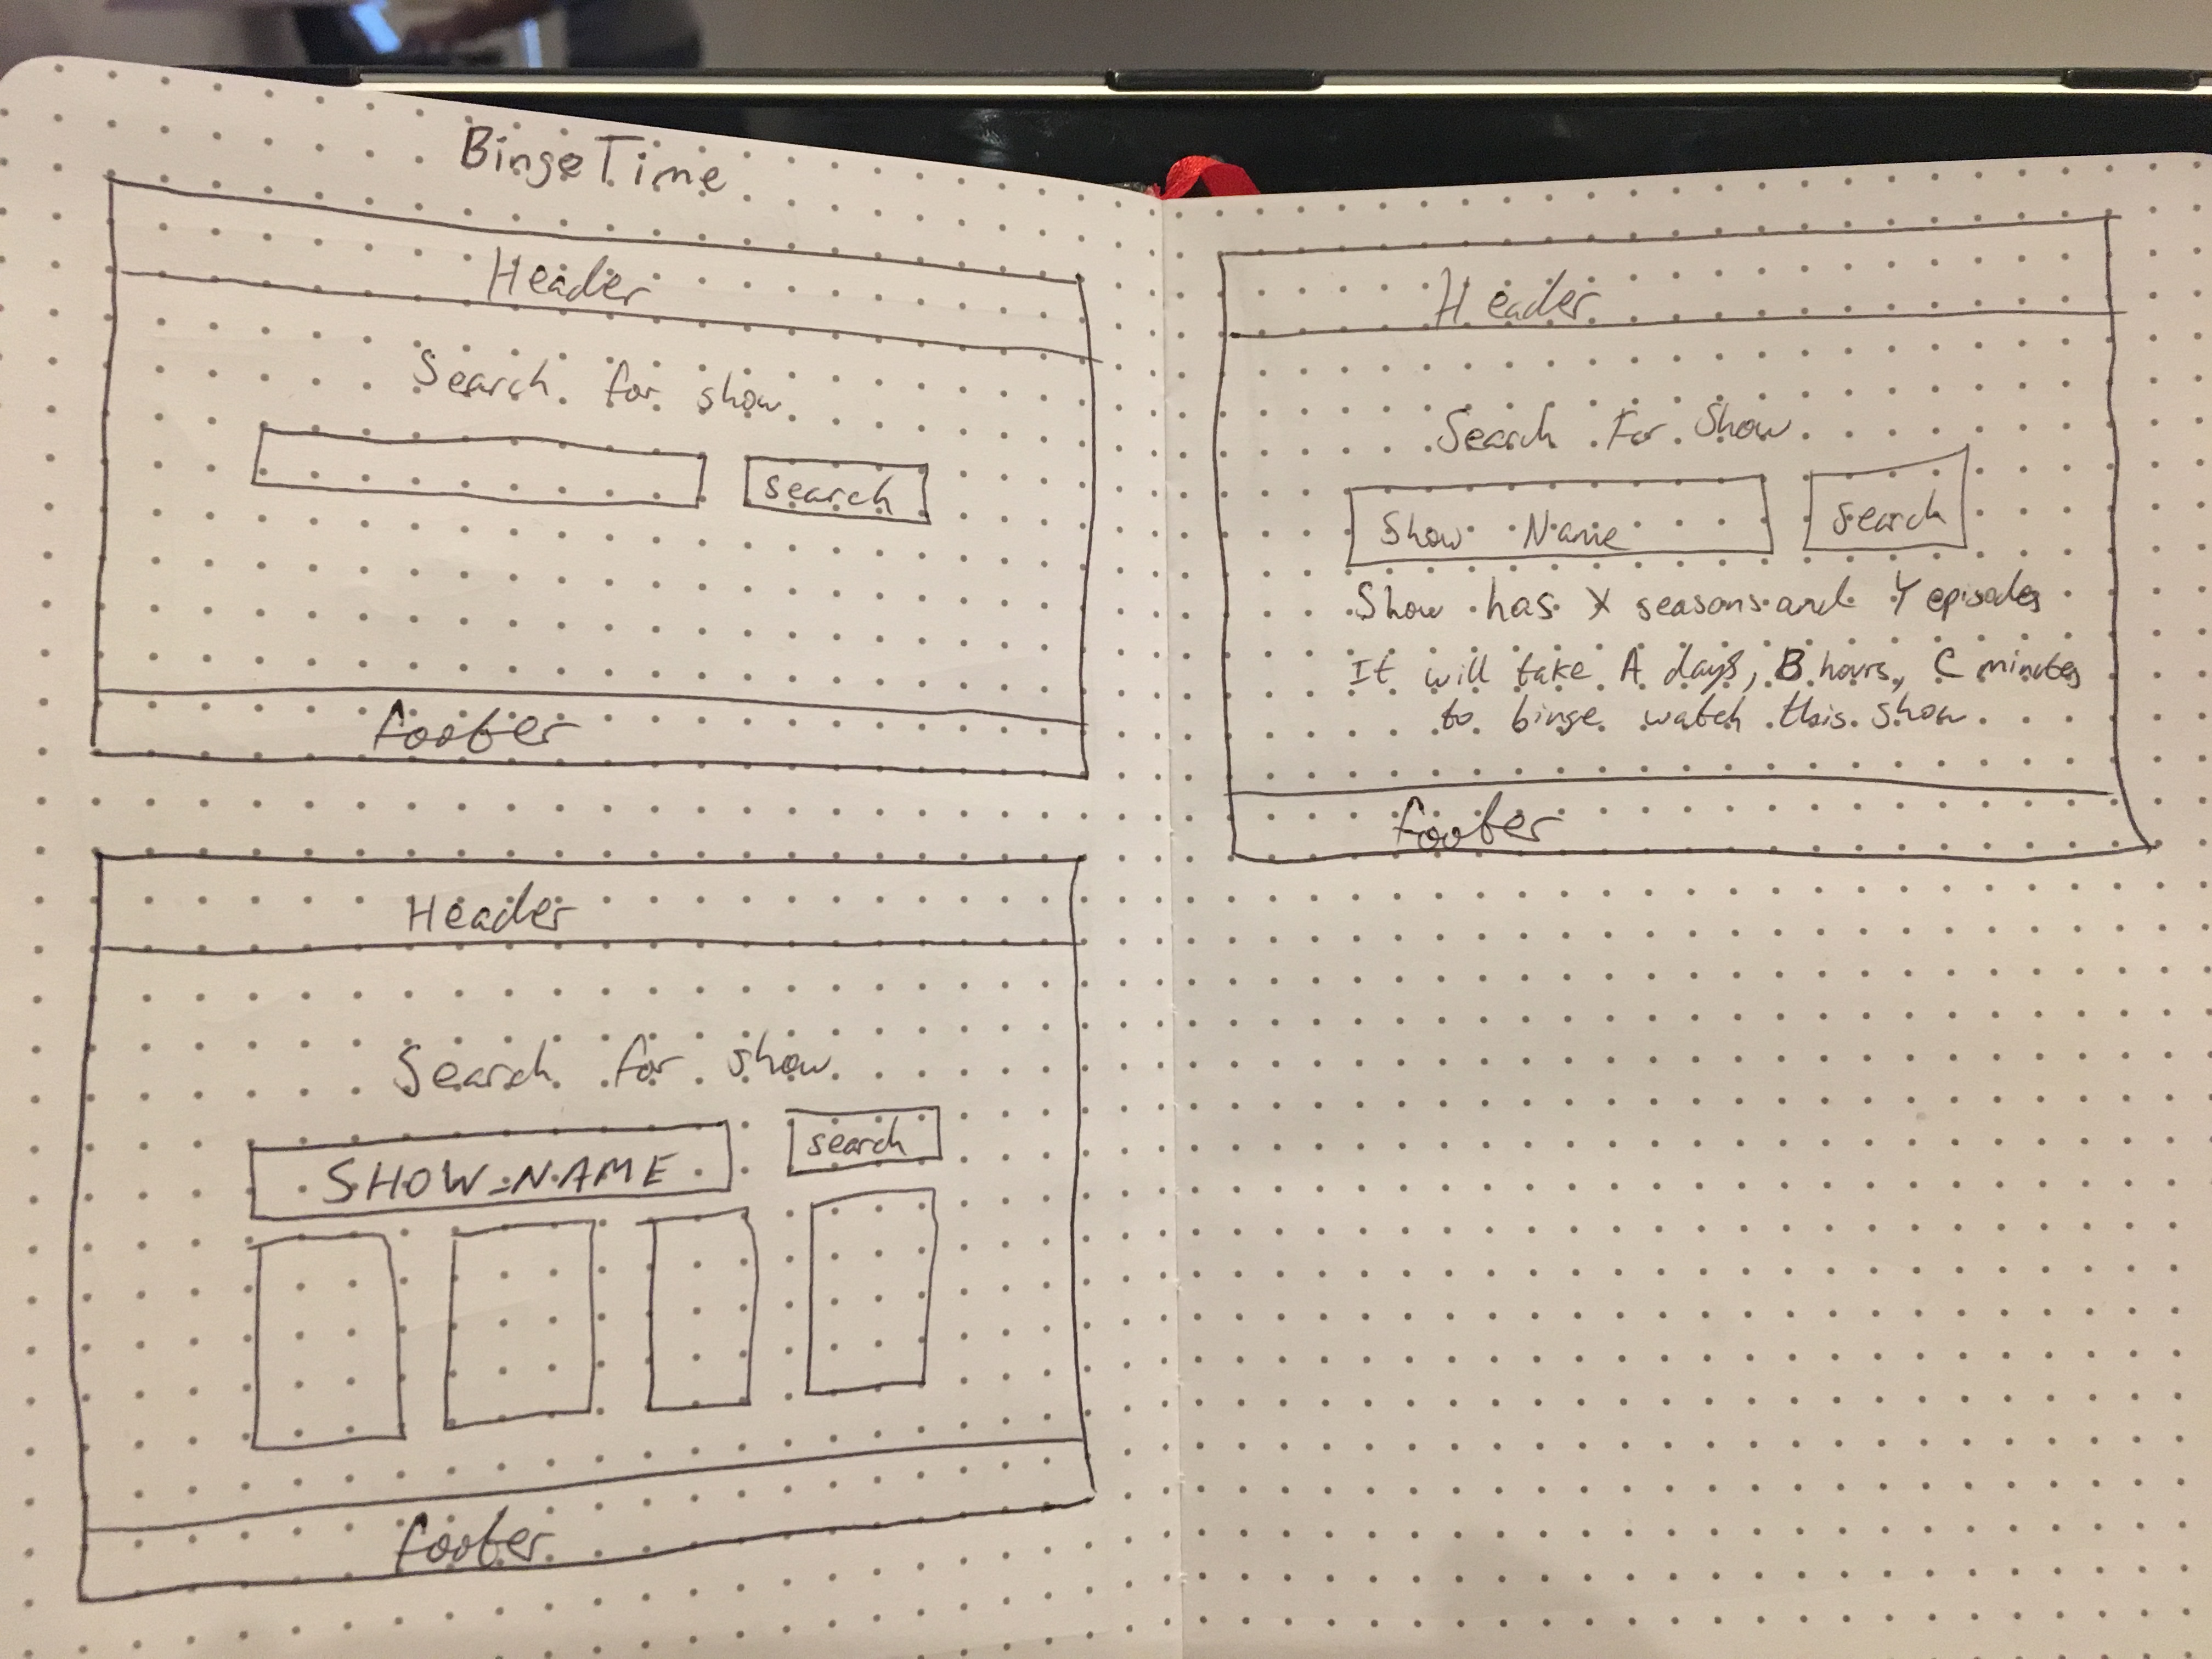 BingeTime
Header
Search for show
search
footer
Header
Search for show
SHOW-NAME
search
footer
Header
Search For Show
Show Name
search
Show has X seasons and Y episodes
It will take A days, B hours, C minutes
to binge watch this show
footer